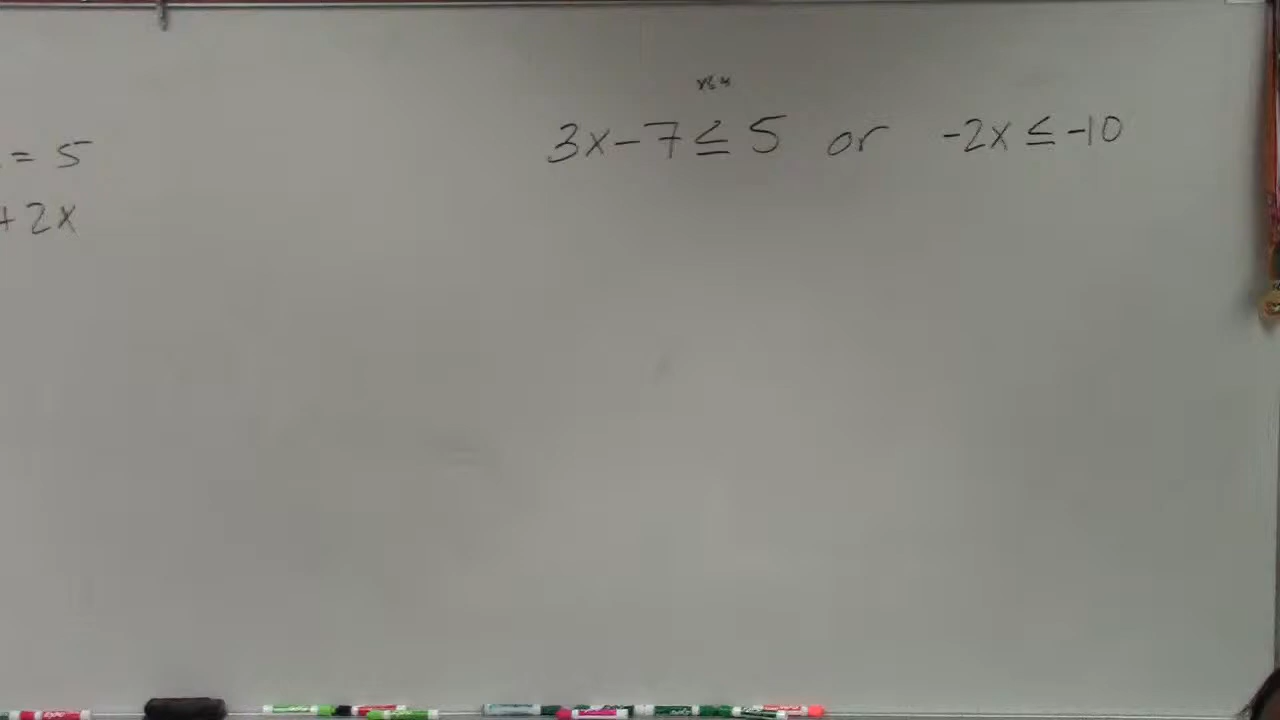 = 5
+ 2x
3x - 7 ≤ 5 or -2x ≤ -10